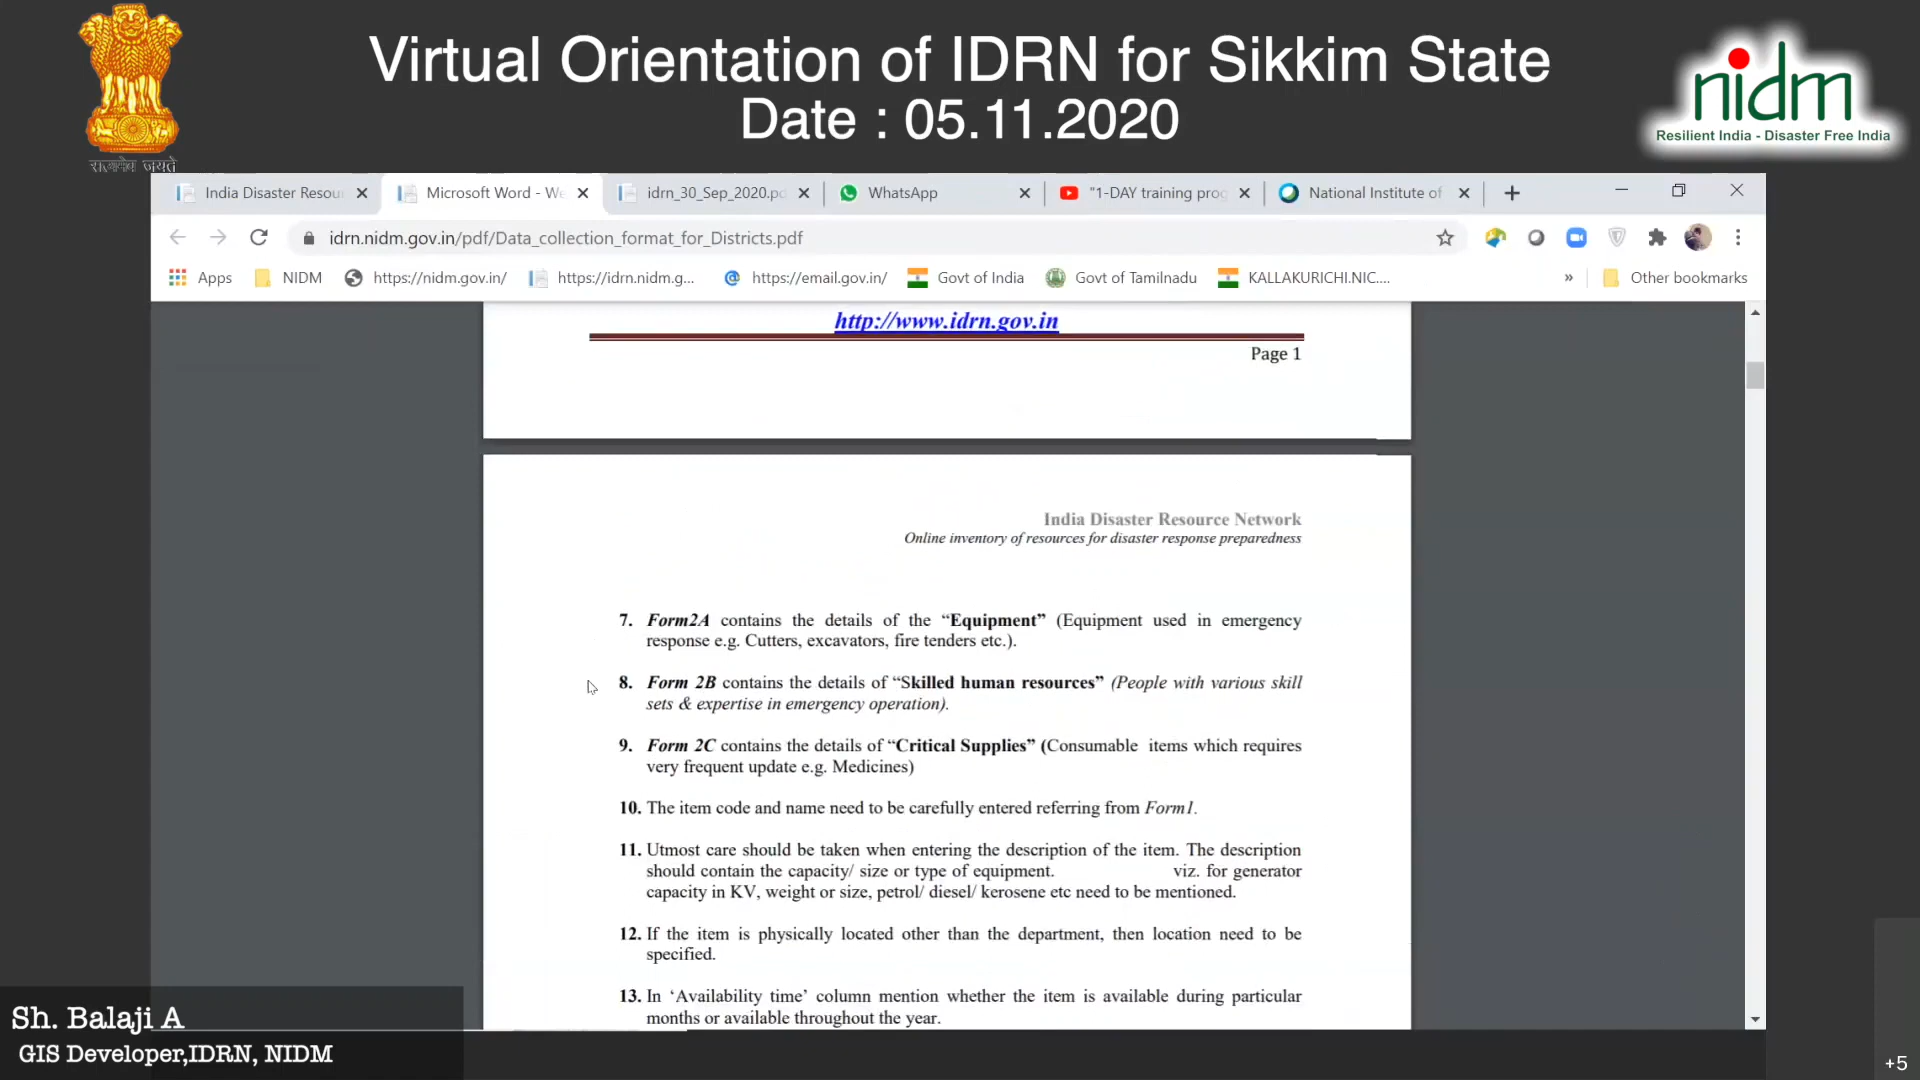 Virtual Orientation of IDRN for Sikkim State
Date : 05.11.2020
सत्यमेव जयते
nidm
Resilient India - Disaster Free India
India Disaster Resou
Microsoft Word - We
idrn_30_Sep_2020.pd
WhatsApp
"1-DAY training prog
National Institute of
idrn.nidm.gov.in/pdf/Data_collection_format_for_Districts.pdf
Apps
NIDM
https://nidm.gov.in/
https://idrn.nidm.g...
https://email.gov.in/
Govt of India
Govt of Tamilnadu
KALLAKURICHI.NIC....
»
Other bookmarks
http://www.idrn.gov.in
Page 1
India Disaster Resource Network
Online inventory of resources for disaster response preparedness
7. Form2A contains the details of the “Equipment” (Equipment used in emergency
response e.g. Cutters, excavators, fire tenders etc.).
8. Form 2B contains the details of “Skilled human resources” (People with various skill
sets & expertise in emergency operation).
9. Form 2C contains the details of “Critical Supplies” (Consumable items which requires
very frequent update e.g. Medicines)
10. The item code and name need to be carefully entered referring from Form1.
11. Utmost care should be taken when entering the description of the item. The description
should contain the capacity/ size or type of equipment. viz. for generator
capacity in KV, weight or size, petrol/ diesel/ kerosene etc need to be mentioned.
12. If the item is physically located other than the department, then location need to be
specified.
13. In ‘Availability time’ column mention whether the item is available during particular
months or available throughout the year.
Sh. Balaji A
GIS Developer,IDRN, NIDM
+5